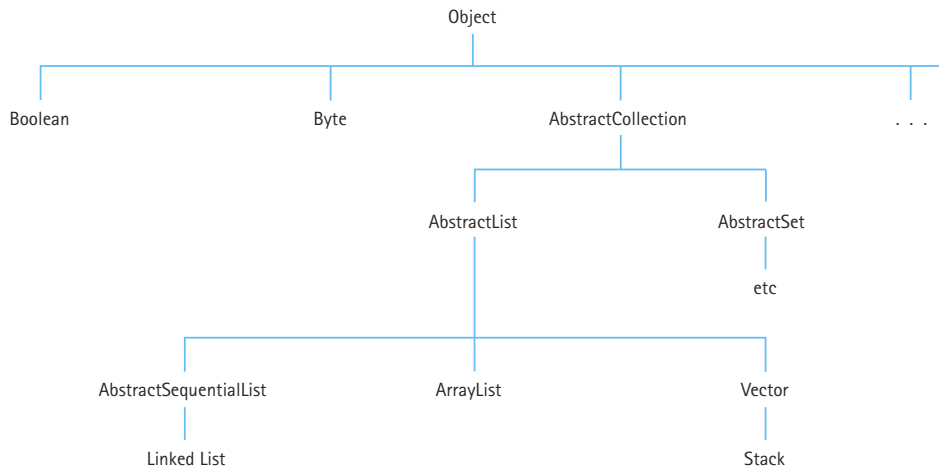 Object
Boolean Byte AbstractCollection . . .
AbstractList AbstractSet
etc
AbstractSequentialList ArrayList Vector
Linked List Stack